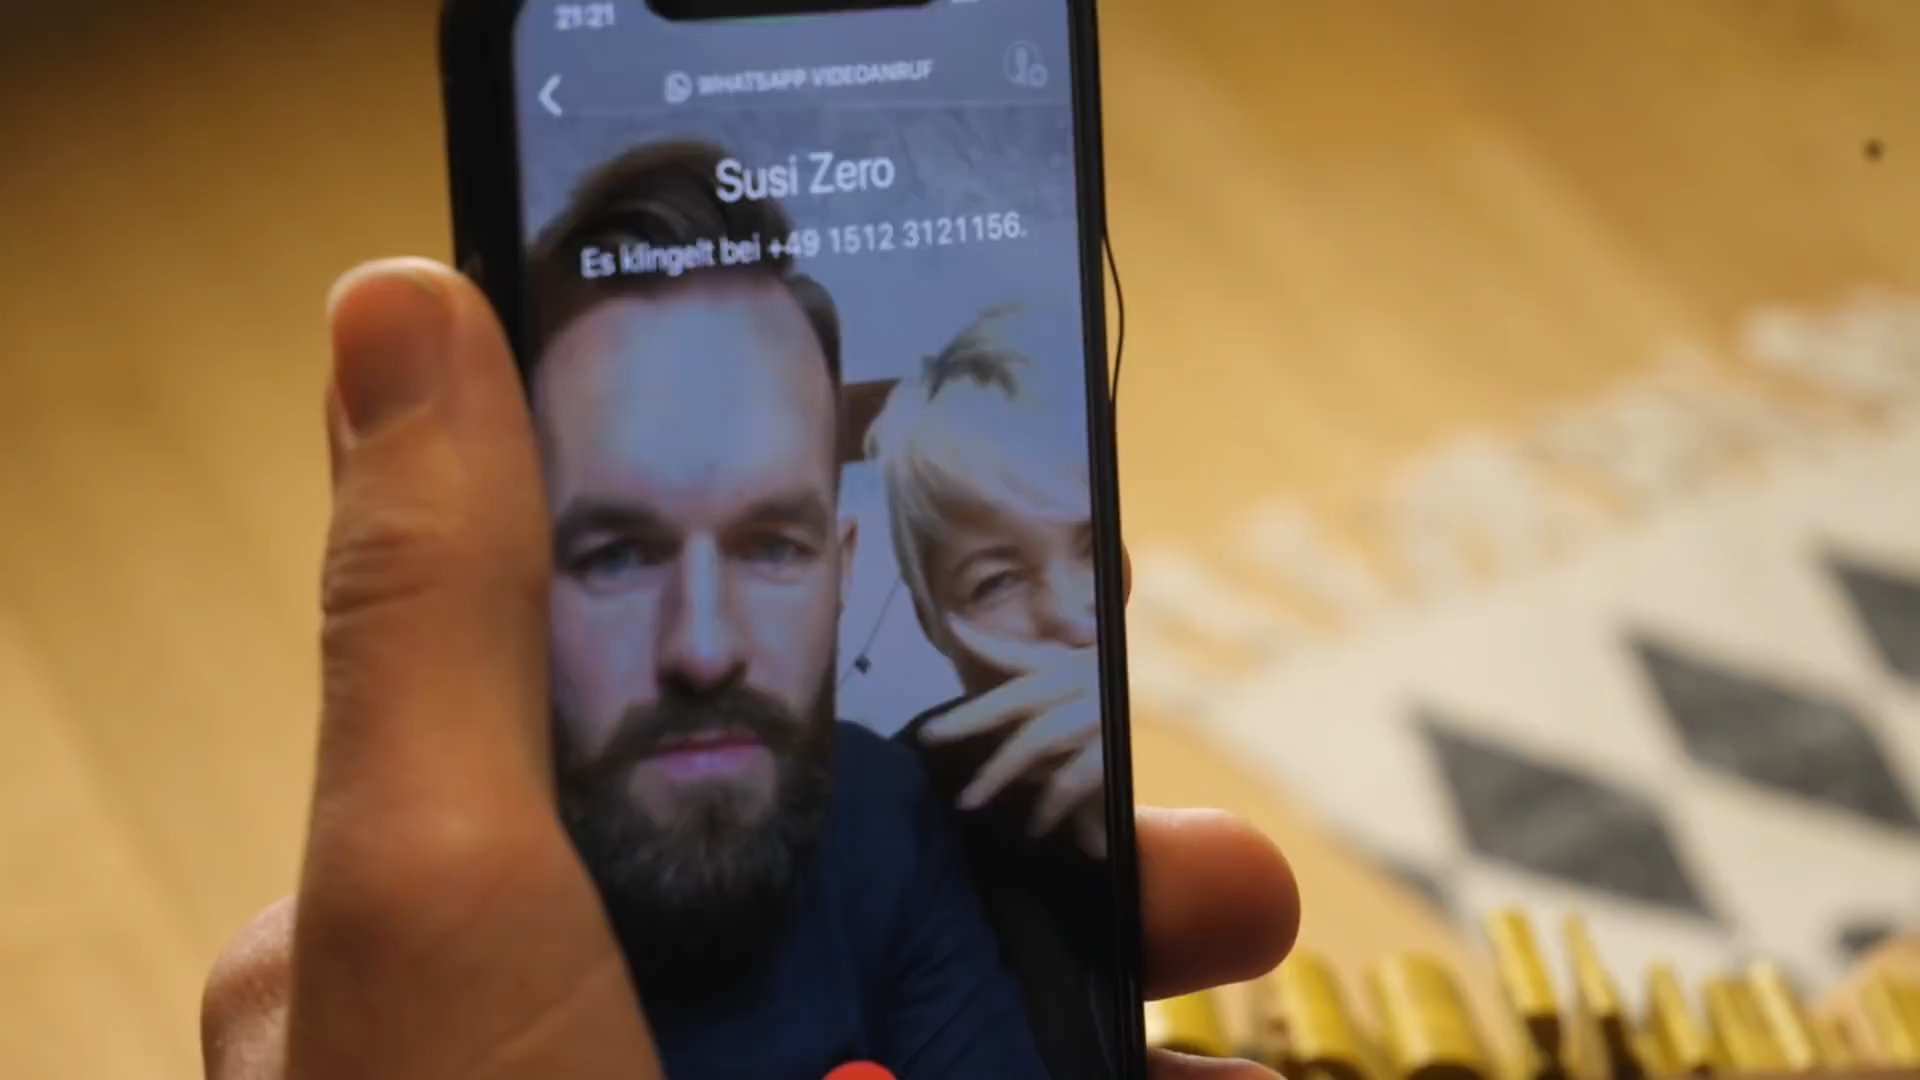 21:21
WHATSAPP VIDEOANRUF
Susi Zero
Es klingelt bei +49 1512 3121156.